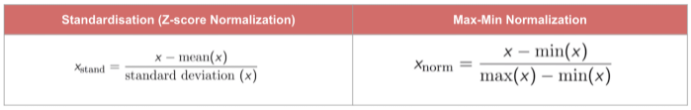 Standardisation (Z-score Normalization)
Max-Min Normalization
x_stand = (x − mean(x)) / (standard deviation (x))
x_norm = (x − min(x)) / (max(x) − min(x))